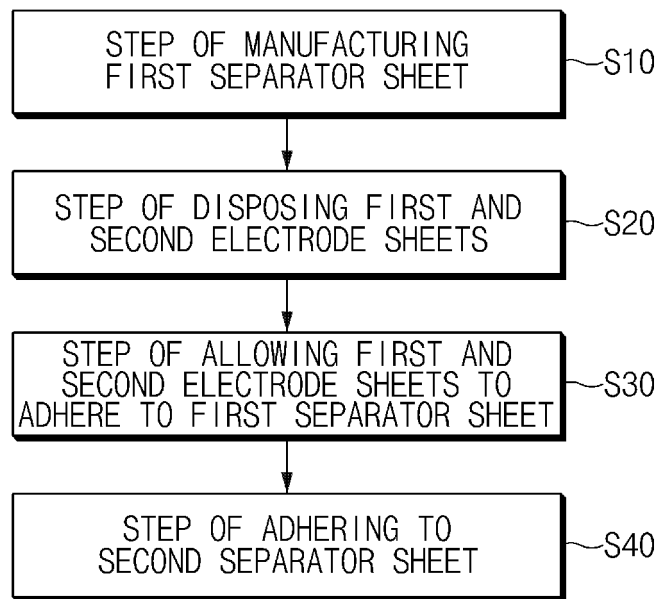 STEP OF MANUFACTURING
FIRST SEPARATOR SHEET
S10
STEP OF DISPOSING FIRST AND
SECOND ELECTRODE SHEETS
S20
STEP OF ALLOWING FIRST AND
SECOND ELECTRODE SHEETS TO
ADHERE TO FIRST SEPARATOR SHEET
S30
STEP OF ADHERING TO
SECOND SEPARATOR SHEET
S40